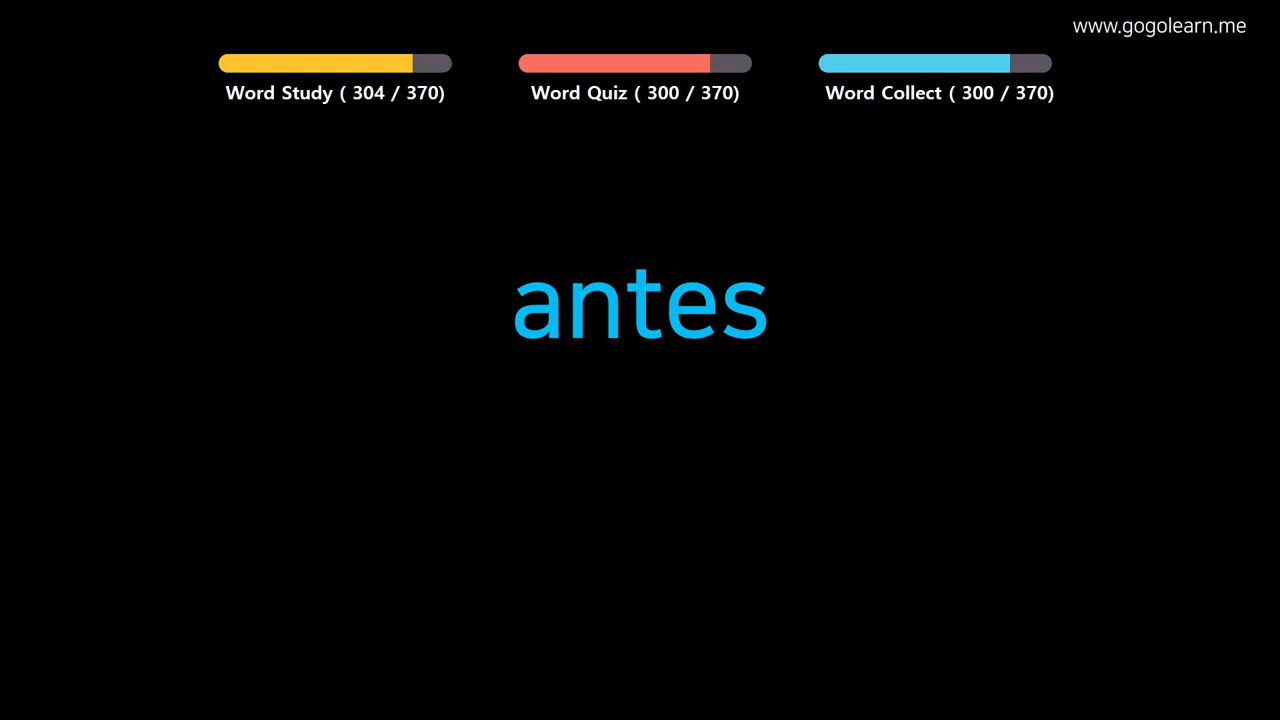 www.gogolearn.me
Word Study ( 304 / 370)
Word Quiz ( 300 / 370)
Word Collect ( 300 / 370)
antes